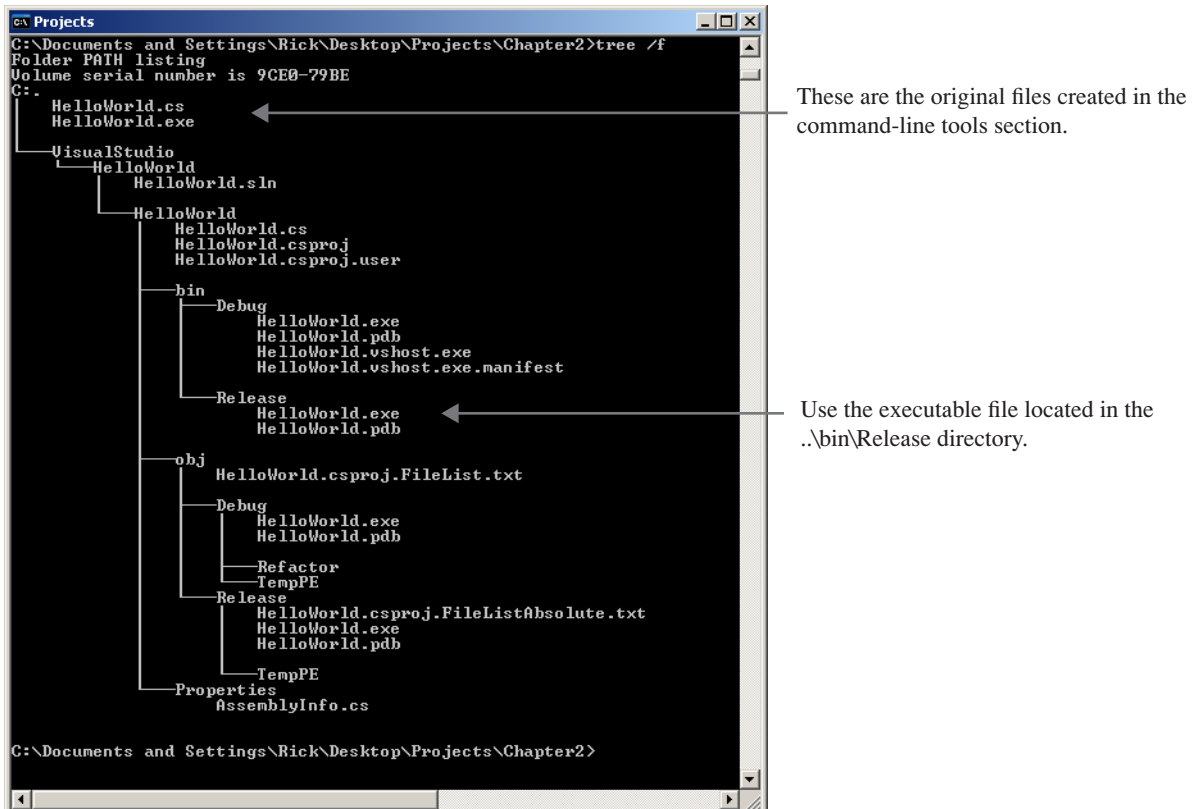 Projects
C:\Documents and Settings\Rick\Desktop\Projects\Chapter2>tree /f
Folder PATH listing
Volume serial number is 9CE0-79BE
C:.
HelloWorld.cs
HelloWorld.exe
These are the original files created in the
command-line tools section.
VisualStudio
HelloWorld
HelloWorld.sln
HelloWorld
HelloWorld.cs
HelloWorld.csproj
HelloWorld.csproj.user
bin
Debug
HelloWorld.exe
HelloWorld.pdb
HelloWorld.vshost.exe
HelloWorld.vshost.exe.manifest
Release
HelloWorld.exe
HelloWorld.pdb
Use the executable file located in the
..\bin\Release directory.
obj
HelloWorld.csproj.FileList.txt
Debug
HelloWorld.exe
HelloWorld.pdb
Refactor
TempPE
Release
HelloWorld.csproj.FileListAbsolute.txt
HelloWorld.exe
HelloWorld.pdb
TempPE
Properties
AssemblyInfo.cs
C:\Documents and Settings\Rick\Desktop\Projects\Chapter2>